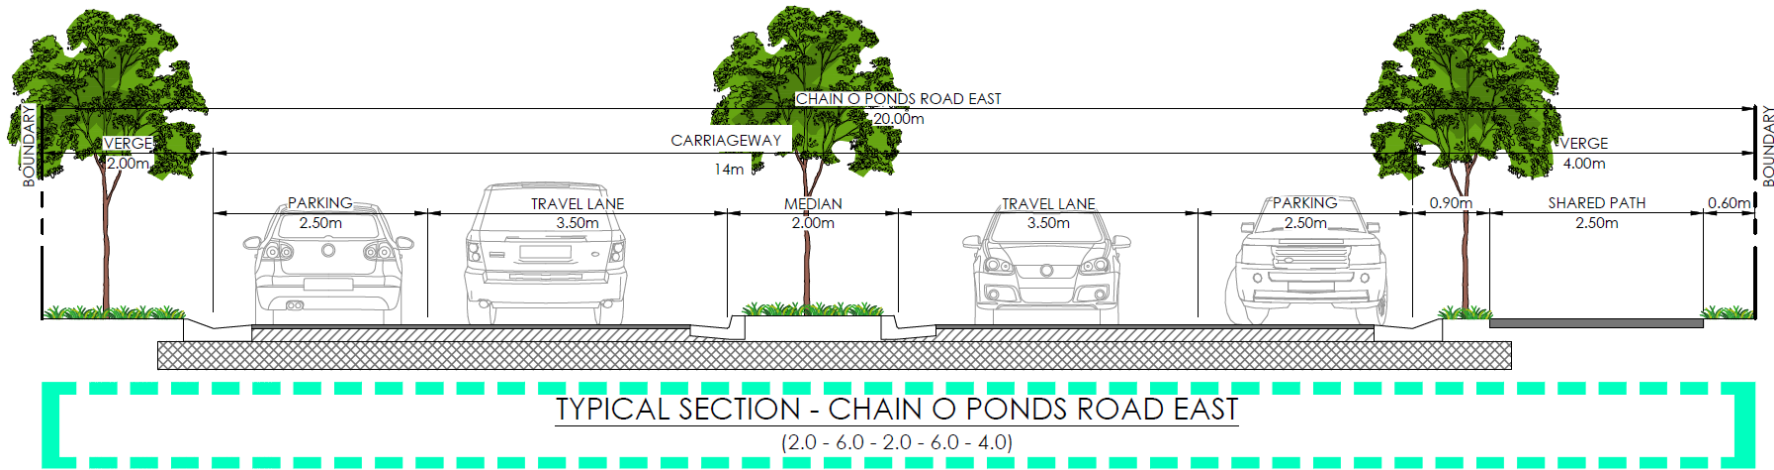 CHAIN O PONDS ROAD EAST
20.00m
BOUNDARY
VERGE
2.00m
CARRIAGEWAY
14m
VERGE
4.00m
BOUNDARY
PARKING
2.50m
TRAVEL LANE
3.50m
MEDIAN
2.00m
TRAVEL LANE
3.50m
PARKING
2.50m
0.90m
SHARED PATH
2.50m
0.60m
TYPICAL SECTION - CHAIN O PONDS ROAD EAST
(2.0 - 6.0 - 2.0 - 6.0 - 4.0)